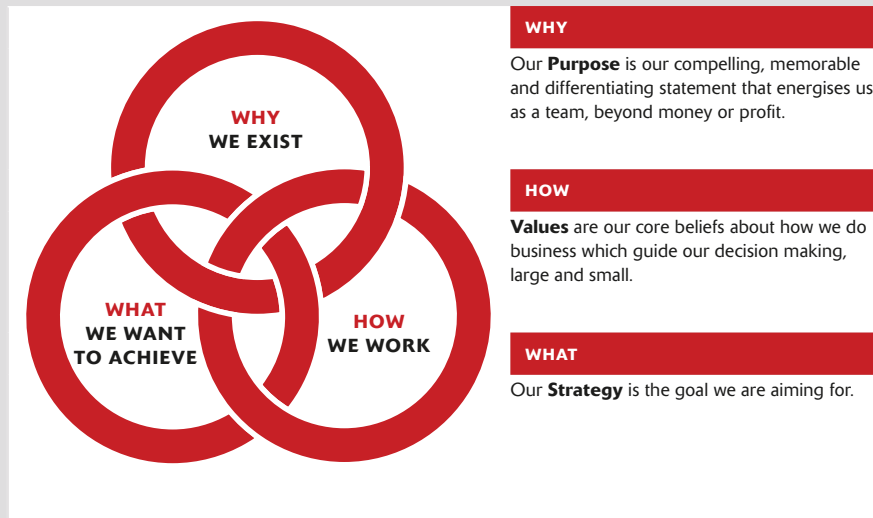 WHY
WE EXIST
WHAT
WE WANT
TO ACHIEVE
HOW
WE WORK
WHY
Our Purpose is our compelling, memorable
and differentiating statement that energises us
as a team, beyond money or profit.
HOW
Values are our core beliefs about how we do
business which guide our decision making,
large and small.
WHAT
Our Strategy is the goal we are aiming for.